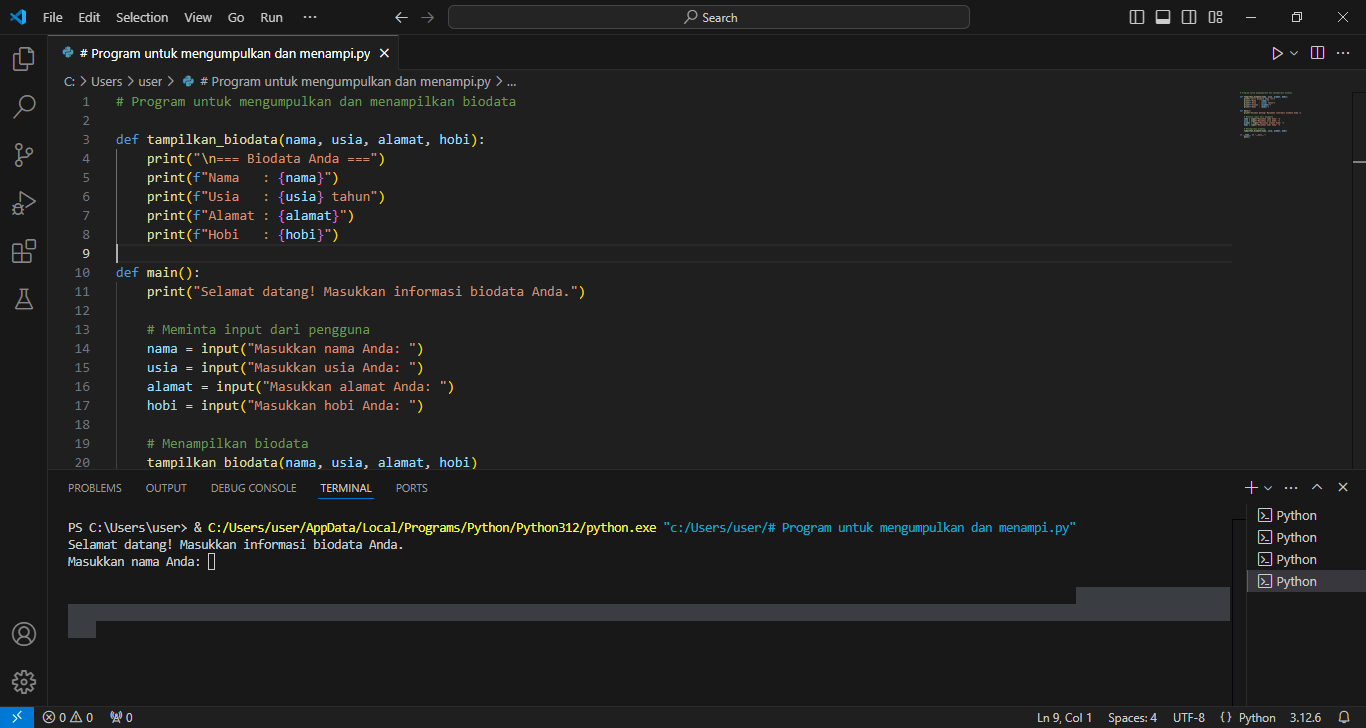 File Edit Selection View Go Run ···
Search
# Program untuk mengumpulkan dan menampi.py
C: > Users > user > # Program untuk mengumpulkan dan menampi.py > ...
1 # Program untuk mengumpulkan dan menampilkan biodata
2
3 def tampilkan_biodata(nama, usia, alamat, hobi):
4     print("\n=== Biodata Anda ===")
5     print(f"Nama   : {nama}")
6     print(f"Usia   : {usia} tahun")
7     print(f"Alamat : {alamat}")
8     print(f"Hobi   : {hobi}")
9
10 def main():
11     print("Selamat datang! Masukkan informasi biodata Anda.")
12
13     # Meminta input dari pengguna
14     nama = input("Masukkan nama Anda: ")
15     usia = input("Masukkan usia Anda: ")
16     alamat = input("Masukkan alamat Anda: ")
17     hobi = input("Masukkan hobi Anda: ")
18
19     # Menampilkan biodata
20     tampilkan_biodata(nama, usia, alamat, hobi)
PROBLEMS OUTPUT DEBUG CONSOLE TERMINAL PORTS
PS C:\Users\user> & C:/Users/user/AppData/Local/Programs/Python/Python312/python.exe "c:/Users/user/# Program untuk mengumpulkan dan menampi.py"
Selamat datang! Masukkan informasi biodata Anda.
Masukkan nama Anda:
Python
Python
Python
Python
0 0 0 Ln 9, Col 1 Spaces: 4 UTF-8 {} Python 3.12.6